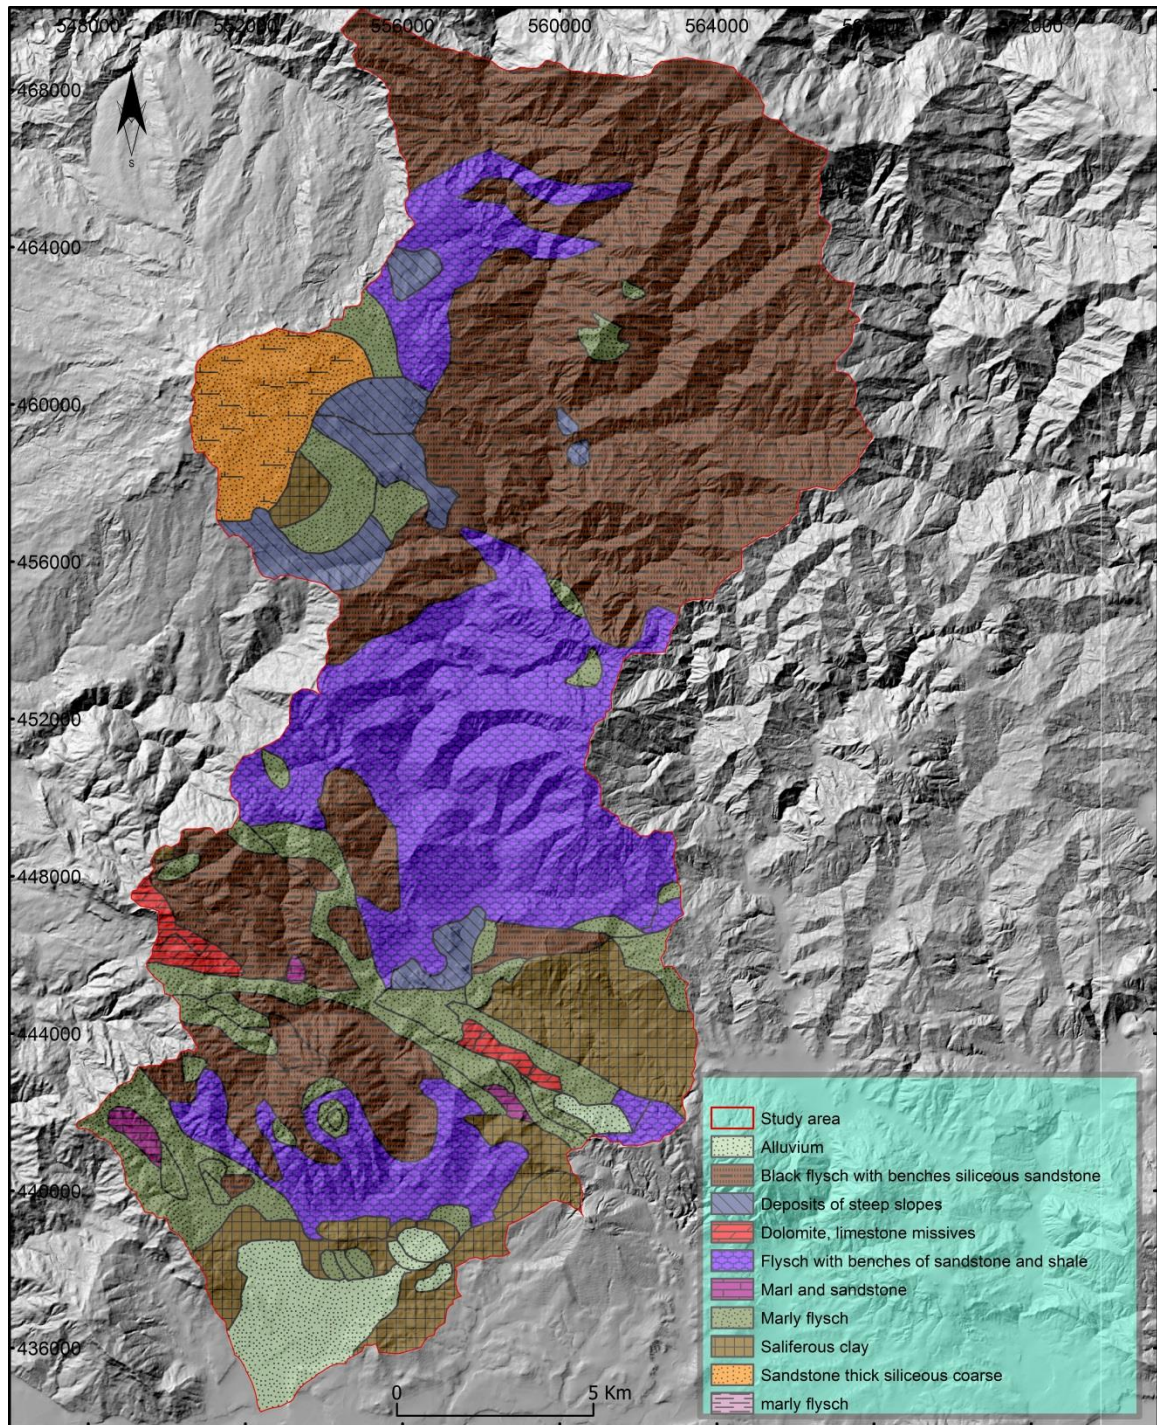 548000 552000 556000 560000 564000 568000 572000
468000
S
464000
460000
456000
452000
448000
444000
440000
436000
Study area
Alluvium
Black flysch with benches siliceous sandstone
Deposits of steep slopes
Dolomite, limestone missives
Flysch with benches of sandstone and shale
Marl and sandstone
Marly flysch
Saliferous clay
Sandstone thick siliceous coarse
marly flysch
0 5 Km